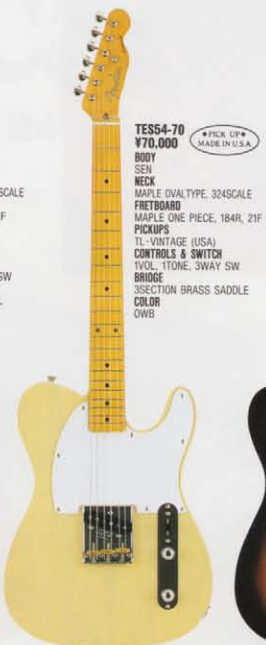 Fender
TES54-70
¥70,000
•PICK UP•
MADE IN U.S.A.
BODY
SEN
NECK
MAPLE OVALTYPE, 324SCALE
FRETBOARD
MAPLE ONE PIECE, 184R, 21F
PICKUPS
TL-VINTAGE (USA)
CONTROLS & SWITCH
1VOL, 1TONE, 3WAY SW
BRIDGE
3SECTION BRASS SADDLE
COLOR
OWB
SCALE
F
SW